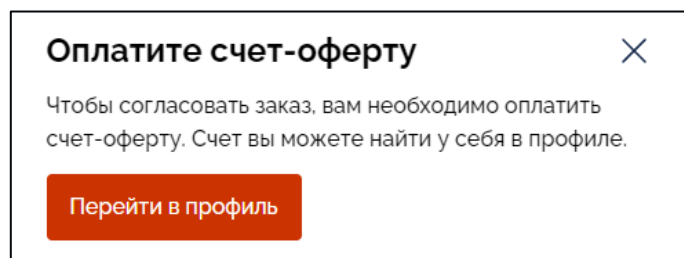 Оплатите счет-оферту
Чтобы согласовать заказ, вам необходимо оплатить
счет-оферту. Счет вы можете найти у себя в профиле.
Перейти в профиль